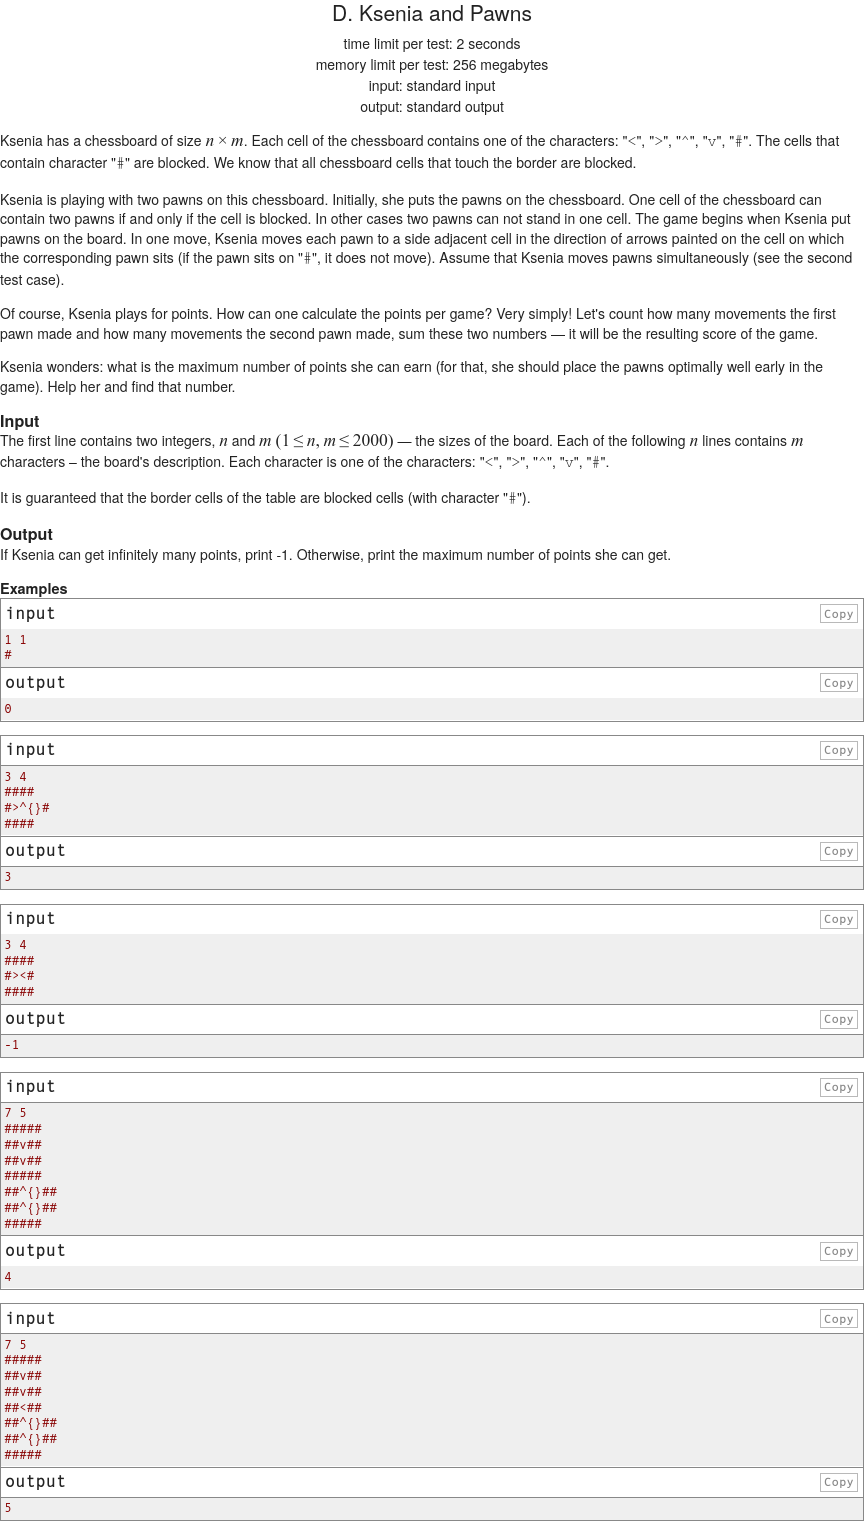 D. Ksenia and Pawns
time limit per test: 2 seconds
memory limit per test: 256 megabytes
input: standard input
output: standard output
Ksenia has a chessboard of size n × m. Each cell of the chessboard contains one of the characters: "<", ">", "^", "v", "#". The cells that
contain character "#" are blocked. We know that all chessboard cells that touch the border are blocked.
Ksenia is playing with two pawns on this chessboard. Initially, she puts the pawns on the chessboard. One cell of the chessboard can
contain two pawns if and only if the cell is blocked. In other cases two pawns can not stand in one cell. The game begins when Ksenia put
pawns on the board. In one move, Ksenia moves each pawn to a side adjacent cell in the direction of arrows painted on the cell on which
the corresponding pawn sits (if the pawn sits on "#", it does not move). Assume that Ksenia moves pawns simultaneously (see the second
test case).
Of course, Ksenia plays for points. How can one calculate the points per game? Very simply! Let's count how many movements the first
pawn made and how many movements the second pawn made, sum these two numbers — it will be the resulting score of the game.
Ksenia wonders: what is the maximum number of points she can earn (for that, she should place the pawns optimally well early in the
game). Help her and find that number.
Input
The first line contains two integers, n and m (1 ≤ n, m ≤ 2000) — the sizes of the board. Each of the following n lines contains m
characters – the board's description. Each character is one of the characters: "<", ">", "^", "v", "#".
It is guaranteed that the border cells of the table are blocked cells (with character "#").
Output
If Ksenia can get infinitely many points, print -1. Otherwise, print the maximum number of points she can get.
Examples
input Copy
1 1
#
output Copy
0
input Copy
3 4
####
#>^{}#
####
output Copy
3
input Copy
3 4
####
#><#
####
output Copy
-1
input Copy
7 5
#####
##v##
##v##
#####
##^{}##
##^{}##
#####
output Copy
4
input Copy
7 5
#####
##v##
##v##
##<##
##^{}##
##^{}##
#####
output Copy
5